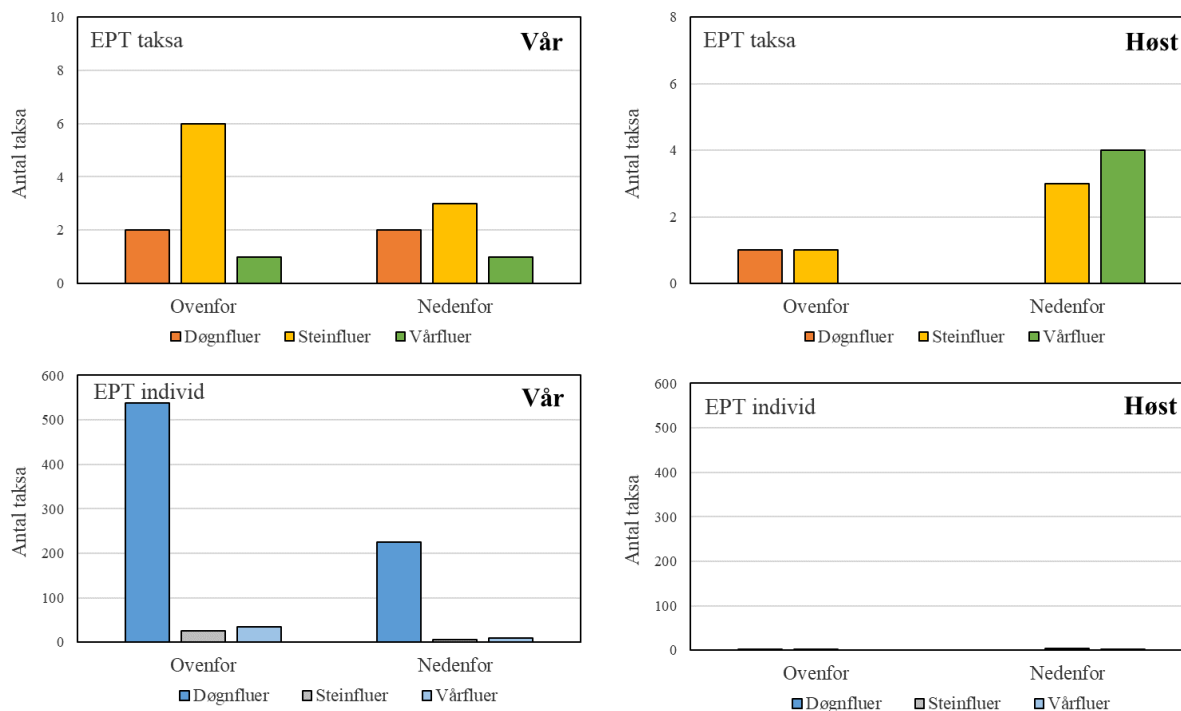 EPT taksa
Vår
Antal taksa
10
8
6
4
2
0
Ovenfor
Nedenfor
Døgnfluer Steinfluer Vårfluer
EPT taksa
Høst
Antal taksa
8
6
4
2
0
Ovenfor
Nedenfor
Døgnfluer Steinfluer Vårfluer
EPT individ
Vår
Antal taksa
600
500
400
300
200
100
0
Ovenfor
Nedenfor
Døgnfluer Steinfluer Vårfluer
EPT individ
Høst
Antal taksa
600
500
400
300
200
100
0
Ovenfor
Nedenfor
Døgnfluer Steinfluer Vårfluer